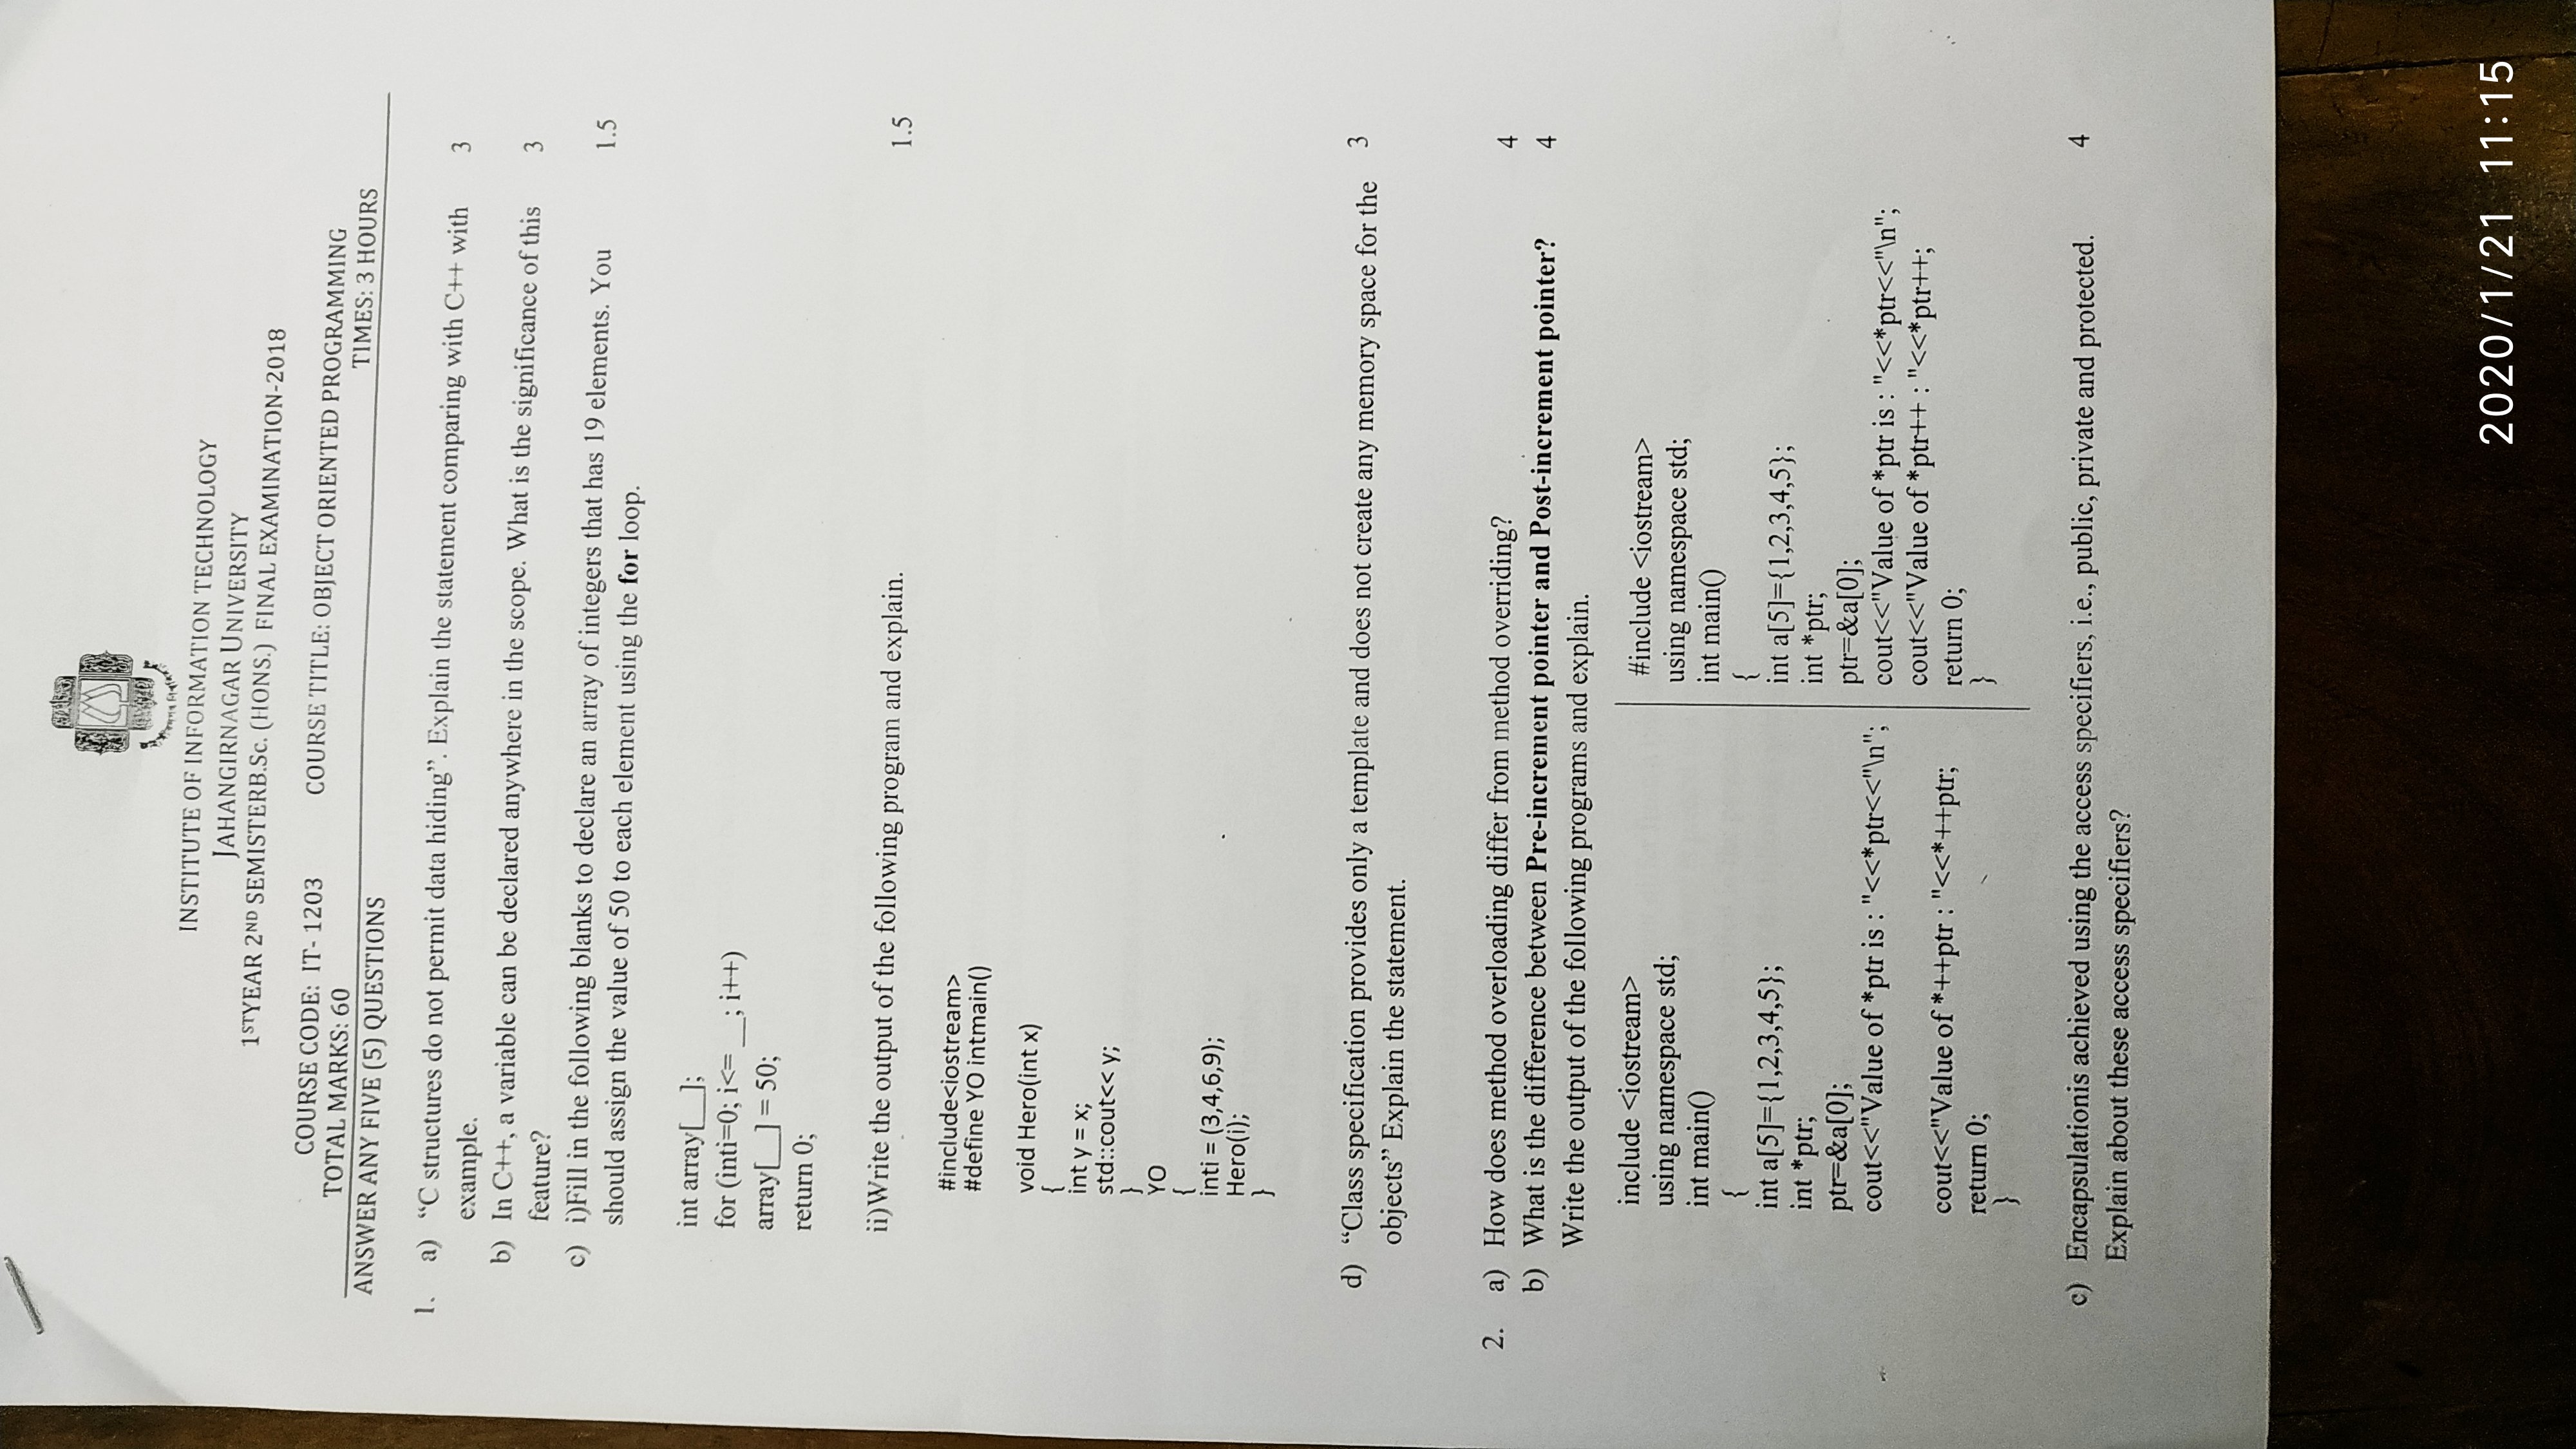 INSTITUTE OF INFORMATION TECHNOLOGY
JAHANGIRNAGAR UNIVERSITY
1STYEAR 2ND SEMISTERB.Sc. (HONS.) FINAL EXAMINATION-2018
COURSE CODE: IT- 1203 COURSE TITLE: OBJECT ORIENTED PROGRAMMING
TOTAL MARKS: 60 TIMES: 3 HOURS
ANSWER ANY FIVE (5) QUESTIONS
1. a) “C structures do not permit data hiding”. Explain the statement comparing with C++ with 3
example.
b) In C++, a variable can be declared anywhere in the scope. What is the significance of this 3
feature?
c) i)Fill in the following blanks to declare an array of integers that has 19 elements. You 1.5
should assign the value of 50 to each element using the for loop.
int array[__];
for (inti=0; i<= __; i++)
array[__] = 50;
return 0;
ii)Write the output of the following program and explain. 1.5
#include<iostream>
#define YO intmain()
void Hero(int x)
{
int y = x;
std::cout<< y;
}
YO
{
inti = (3,4,6,9);
Hero(i);
}
d) “Class specification provides only a template and does not create any memory space for the 3
objects” Explain the statement.
2. a) How does method overloading differ from method overriding? 4
b) What is the difference between Pre-increment pointer and Post-increment pointer? 4
Write the output of the following programs and explain.
include <iostream>
using namespace std;
int main()
{
int a[5]={1,2,3,4,5};
int *ptr;
ptr=&a[0];
cout<<"Value of *ptr is : "<<*ptr<<"\n";
cout<<"Value of *++ptr : "<<*++ptr;
return 0;
}
#include <iostream>
using namespace std;
int main()
{
int a[5]={1,2,3,4,5};
int *ptr;
ptr=&a[0];
cout<<"Value of *ptr is : "<<*ptr<<"\n";
cout<<"Value of *ptr++ : "<<*ptr++;
return 0;
}
c) Encapsulationis achieved using the access specifiers, i.e., public, private and protected. 4
Explain about these access specifiers?
2020/1/21 11:15